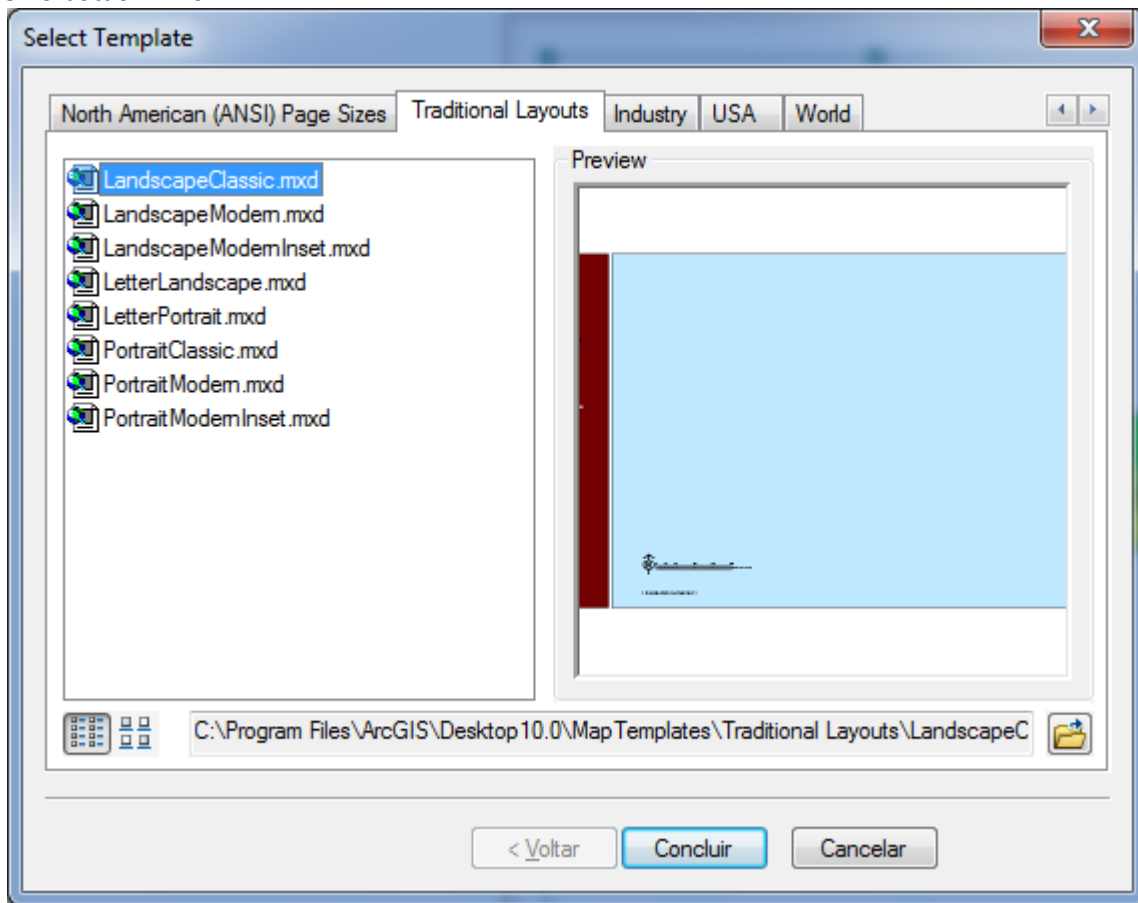 Select Template
North American (ANSI) Page Sizes Traditional Layouts Industry USA World
Preview
LandscapeClassic.mxd
LandscapeModern.mxd
LandscapeModernInset.mxd
LetterLandscape.mxd
LetterPortrait.mxd
PortraitClassic.mxd
PortraitModern.mxd
PortraitModernInset.mxd
C:\Program Files\ArcGIS\Desktop10.0\MapTemplates\Traditional Layouts\LandscapeC
< Voltar Concluir Cancelar